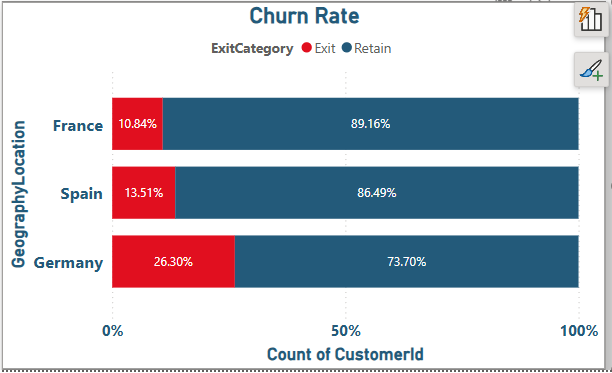 Churn Rate
ExitCategory Exit Retain
GeographyLocation
France 10.84% 89.16%
Spain 13.51% 86.49%
Germany 26.30% 73.70%
0% 50% 100%
Count of CustomerId